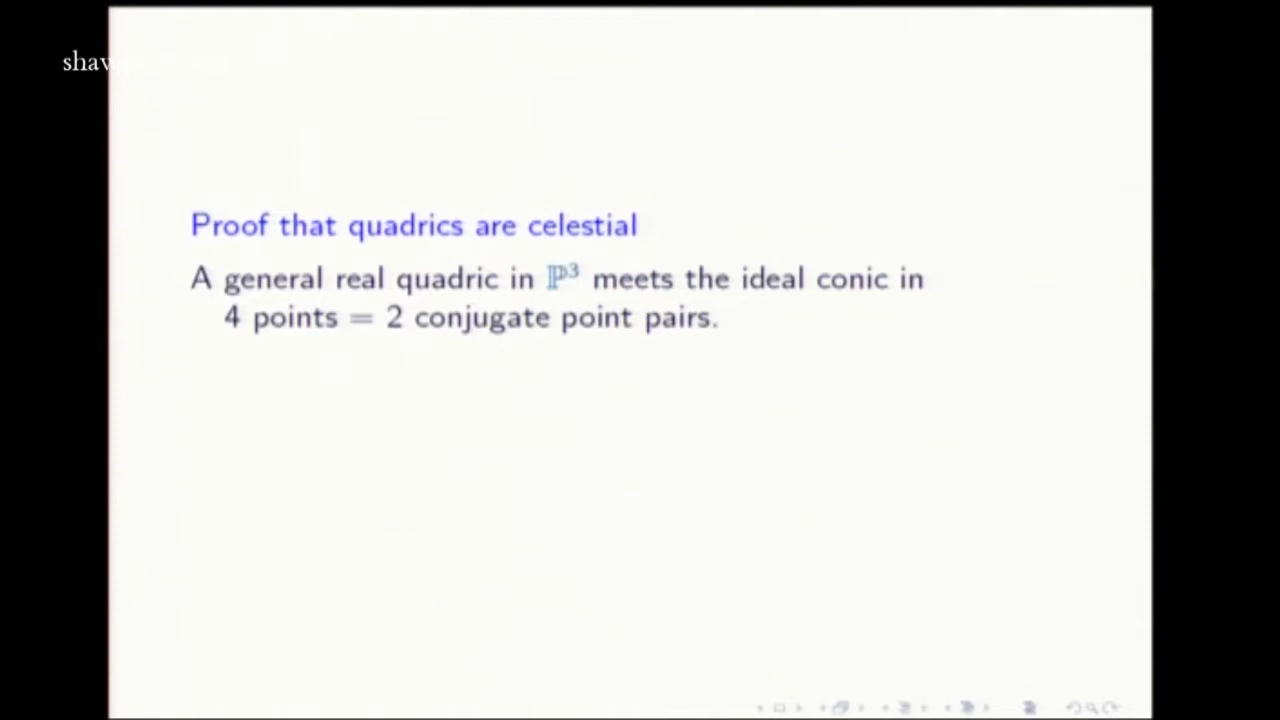 Proof that quadrics are celestial
A general real quadric in ℙ³ meets the ideal conic in
4 points = 2 conjugate point pairs.